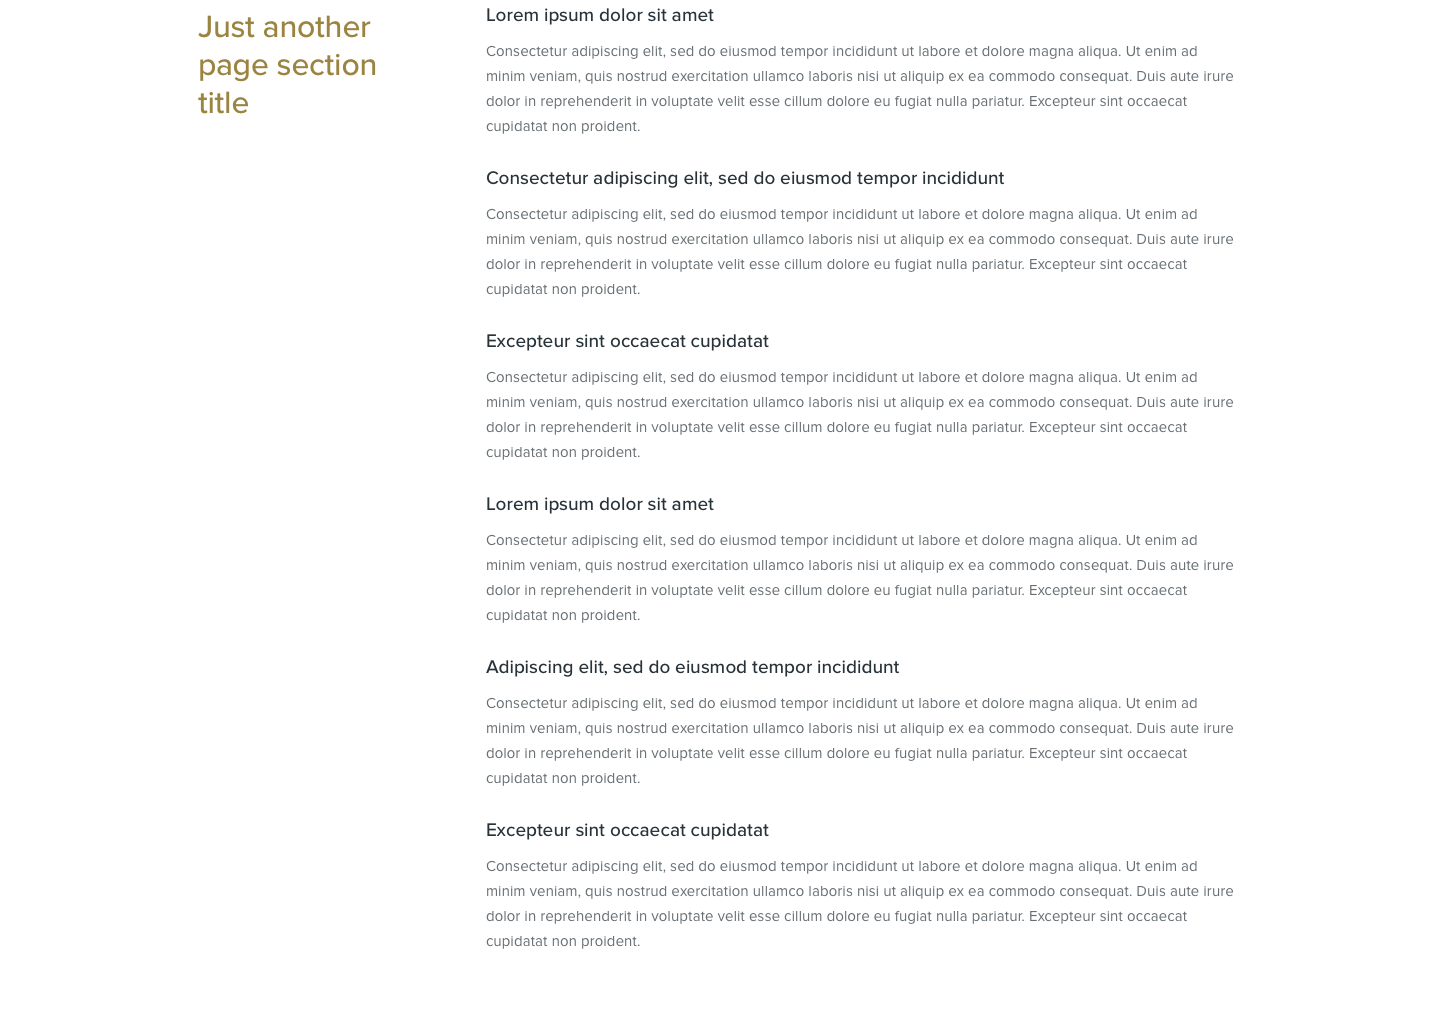 Just another
page section
title
Lorem ipsum dolor sit amet
Consectetur adipiscing elit, sed do eiusmod tempor incididunt ut labore et dolore magna aliqua. Ut enim ad
minim veniam, quis nostrud exercitation ullamco laboris nisi ut aliquip ex ea commodo consequat. Duis aute irure
dolor in reprehenderit in voluptate velit esse cillum dolore eu fugiat nulla pariatur. Excepteur sint occaecat
cupidatat non proident.
Consectetur adipiscing elit, sed do eiusmod tempor incididunt
Consectetur adipiscing elit, sed do eiusmod tempor incididunt ut labore et dolore magna aliqua. Ut enim ad
minim veniam, quis nostrud exercitation ullamco laboris nisi ut aliquip ex ea commodo consequat. Duis aute irure
dolor in reprehenderit in voluptate velit esse cillum dolore eu fugiat nulla pariatur. Excepteur sint occaecat
cupidatat non proident.
Excepteur sint occaecat cupidatat
Consectetur adipiscing elit, sed do eiusmod tempor incididunt ut labore et dolore magna aliqua. Ut enim ad
minim veniam, quis nostrud exercitation ullamco laboris nisi ut aliquip ex ea commodo consequat. Duis aute irure
dolor in reprehenderit in voluptate velit esse cillum dolore eu fugiat nulla pariatur. Excepteur sint occaecat
cupidatat non proident.
Lorem ipsum dolor sit amet
Consectetur adipiscing elit, sed do eiusmod tempor incididunt ut labore et dolore magna aliqua. Ut enim ad
minim veniam, quis nostrud exercitation ullamco laboris nisi ut aliquip ex ea commodo consequat. Duis aute irure
dolor in reprehenderit in voluptate velit esse cillum dolore eu fugiat nulla pariatur. Excepteur sint occaecat
cupidatat non proident.
Adipiscing elit, sed do eiusmod tempor incididunt
Consectetur adipiscing elit, sed do eiusmod tempor incididunt ut labore et dolore magna aliqua. Ut enim ad
minim veniam, quis nostrud exercitation ullamco laboris nisi ut aliquip ex ea commodo consequat. Duis aute irure
dolor in reprehenderit in voluptate velit esse cillum dolore eu fugiat nulla pariatur. Excepteur sint occaecat
cupidatat non proident.
Excepteur sint occaecat cupidatat
Consectetur adipiscing elit, sed do eiusmod tempor incididunt ut labore et dolore magna aliqua. Ut enim ad
minim veniam, quis nostrud exercitation ullamco laboris nisi ut aliquip ex ea commodo consequat. Duis aute irure
dolor in reprehenderit in voluptate velit esse cillum dolore eu fugiat nulla pariatur. Excepteur sint occaecat
cupidatat non proident.